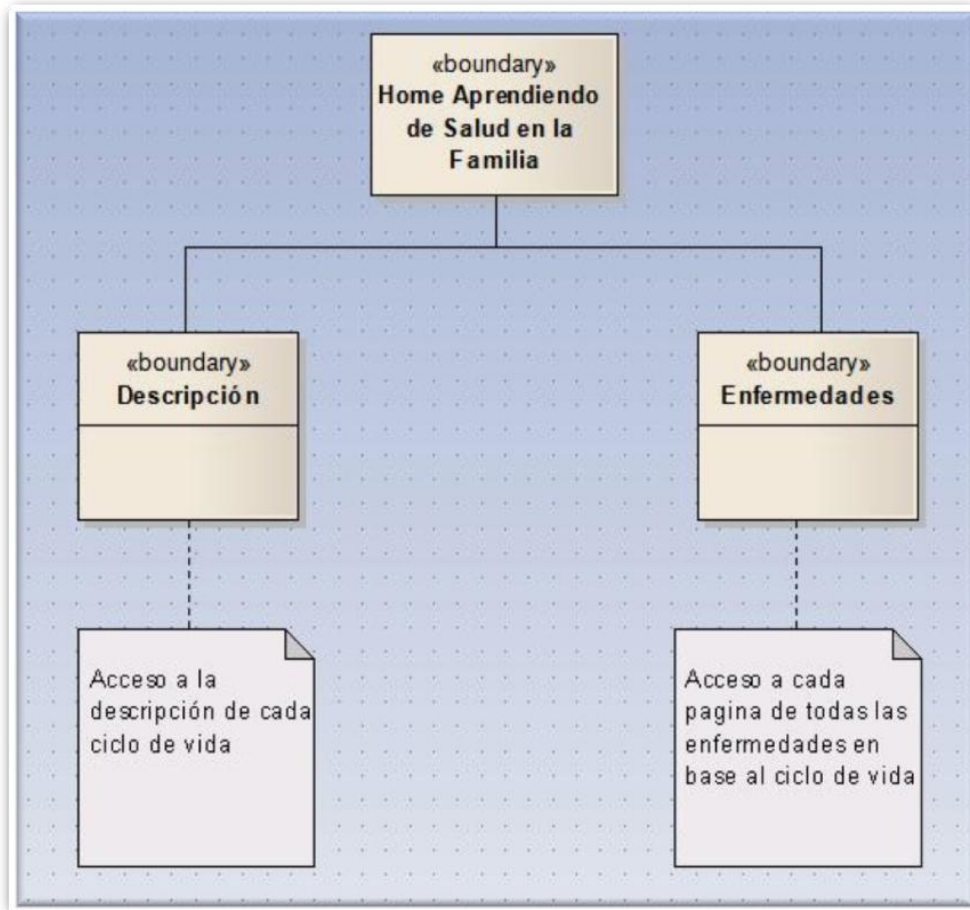 «boundary»
Home Aprendiendo
de Salud en la
Familia
«boundary»
Descripción
«boundary»
Enfermedades
Acceso a la
descripción de cada
ciclo de vida
Acceso a cada
pagina de todas las
enfermedades en
base al ciclo de vida